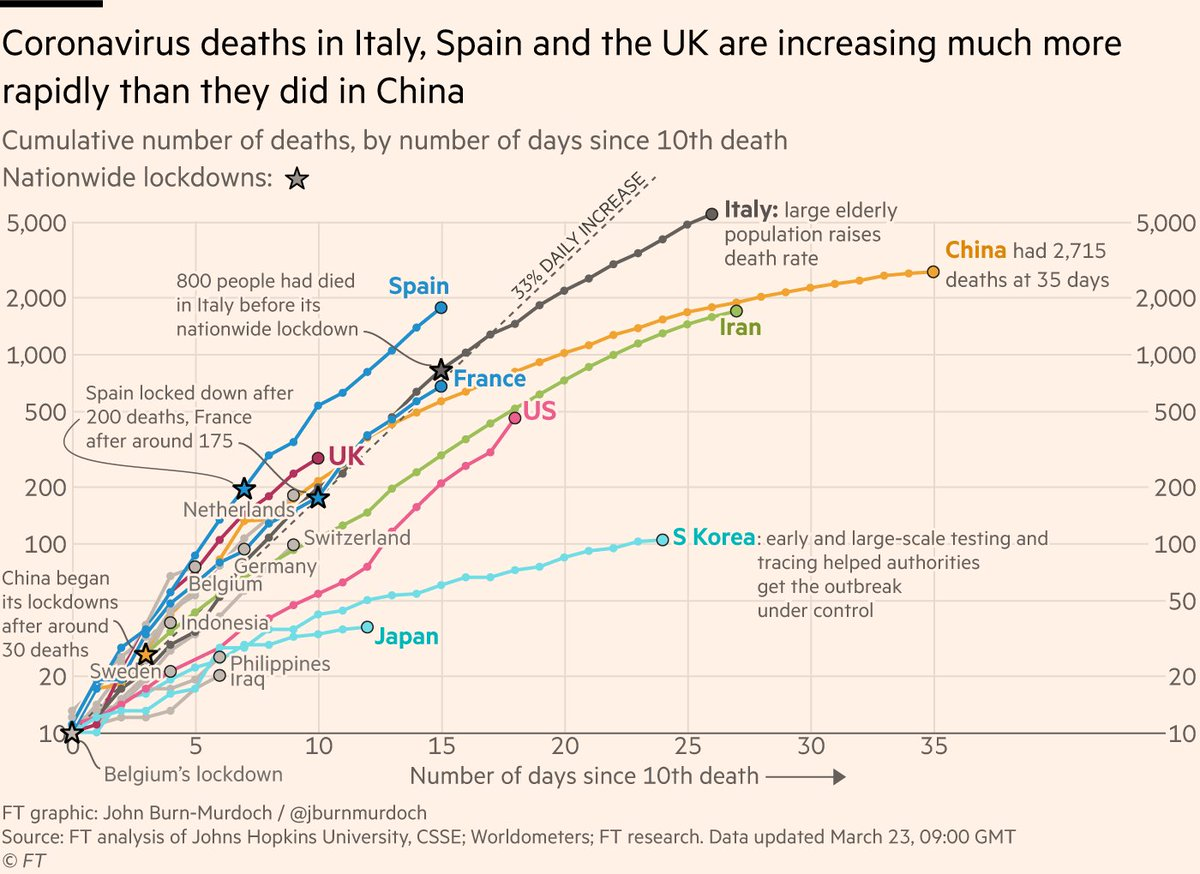 Coronavirus deaths in Italy, Spain and the UK are increasing much more
rapidly than they did in China
Cumulative number of deaths, by number of days since 10th death
Nationwide lockdowns:
5,000
2,000
1,000
500
200
100
50
20
10
5,000
2,000
1,000
500
200
100
50
20
10
33% DAILY INCREASE
Italy: large elderly
population raises
death rate
China had 2,715
deaths at 35 days
800 people had died
in Italy before its
nationwide lockdown
Spain
Iran
Spain locked down after
200 deaths, France
after around 175
France
US
UK
Netherlands
Switzerland
S Korea: early and large-scale testing and
tracing helped authorities
get the outbreak
under control
Germany
Belgium
China began
its lockdowns
after around
30 deaths
Indonesia
Japan
Sweden
Philippines
Iraq
0
5
10
15
20
25
30
35
Belgium's lockdown
Number of days since 10th death
FT graphic: John Burn-Murdoch / @jburnmurdoch
Source: FT analysis of Johns Hopkins University, CSSE; Worldometers; FT research. Data updated March 23, 09:00 GMT
© FT